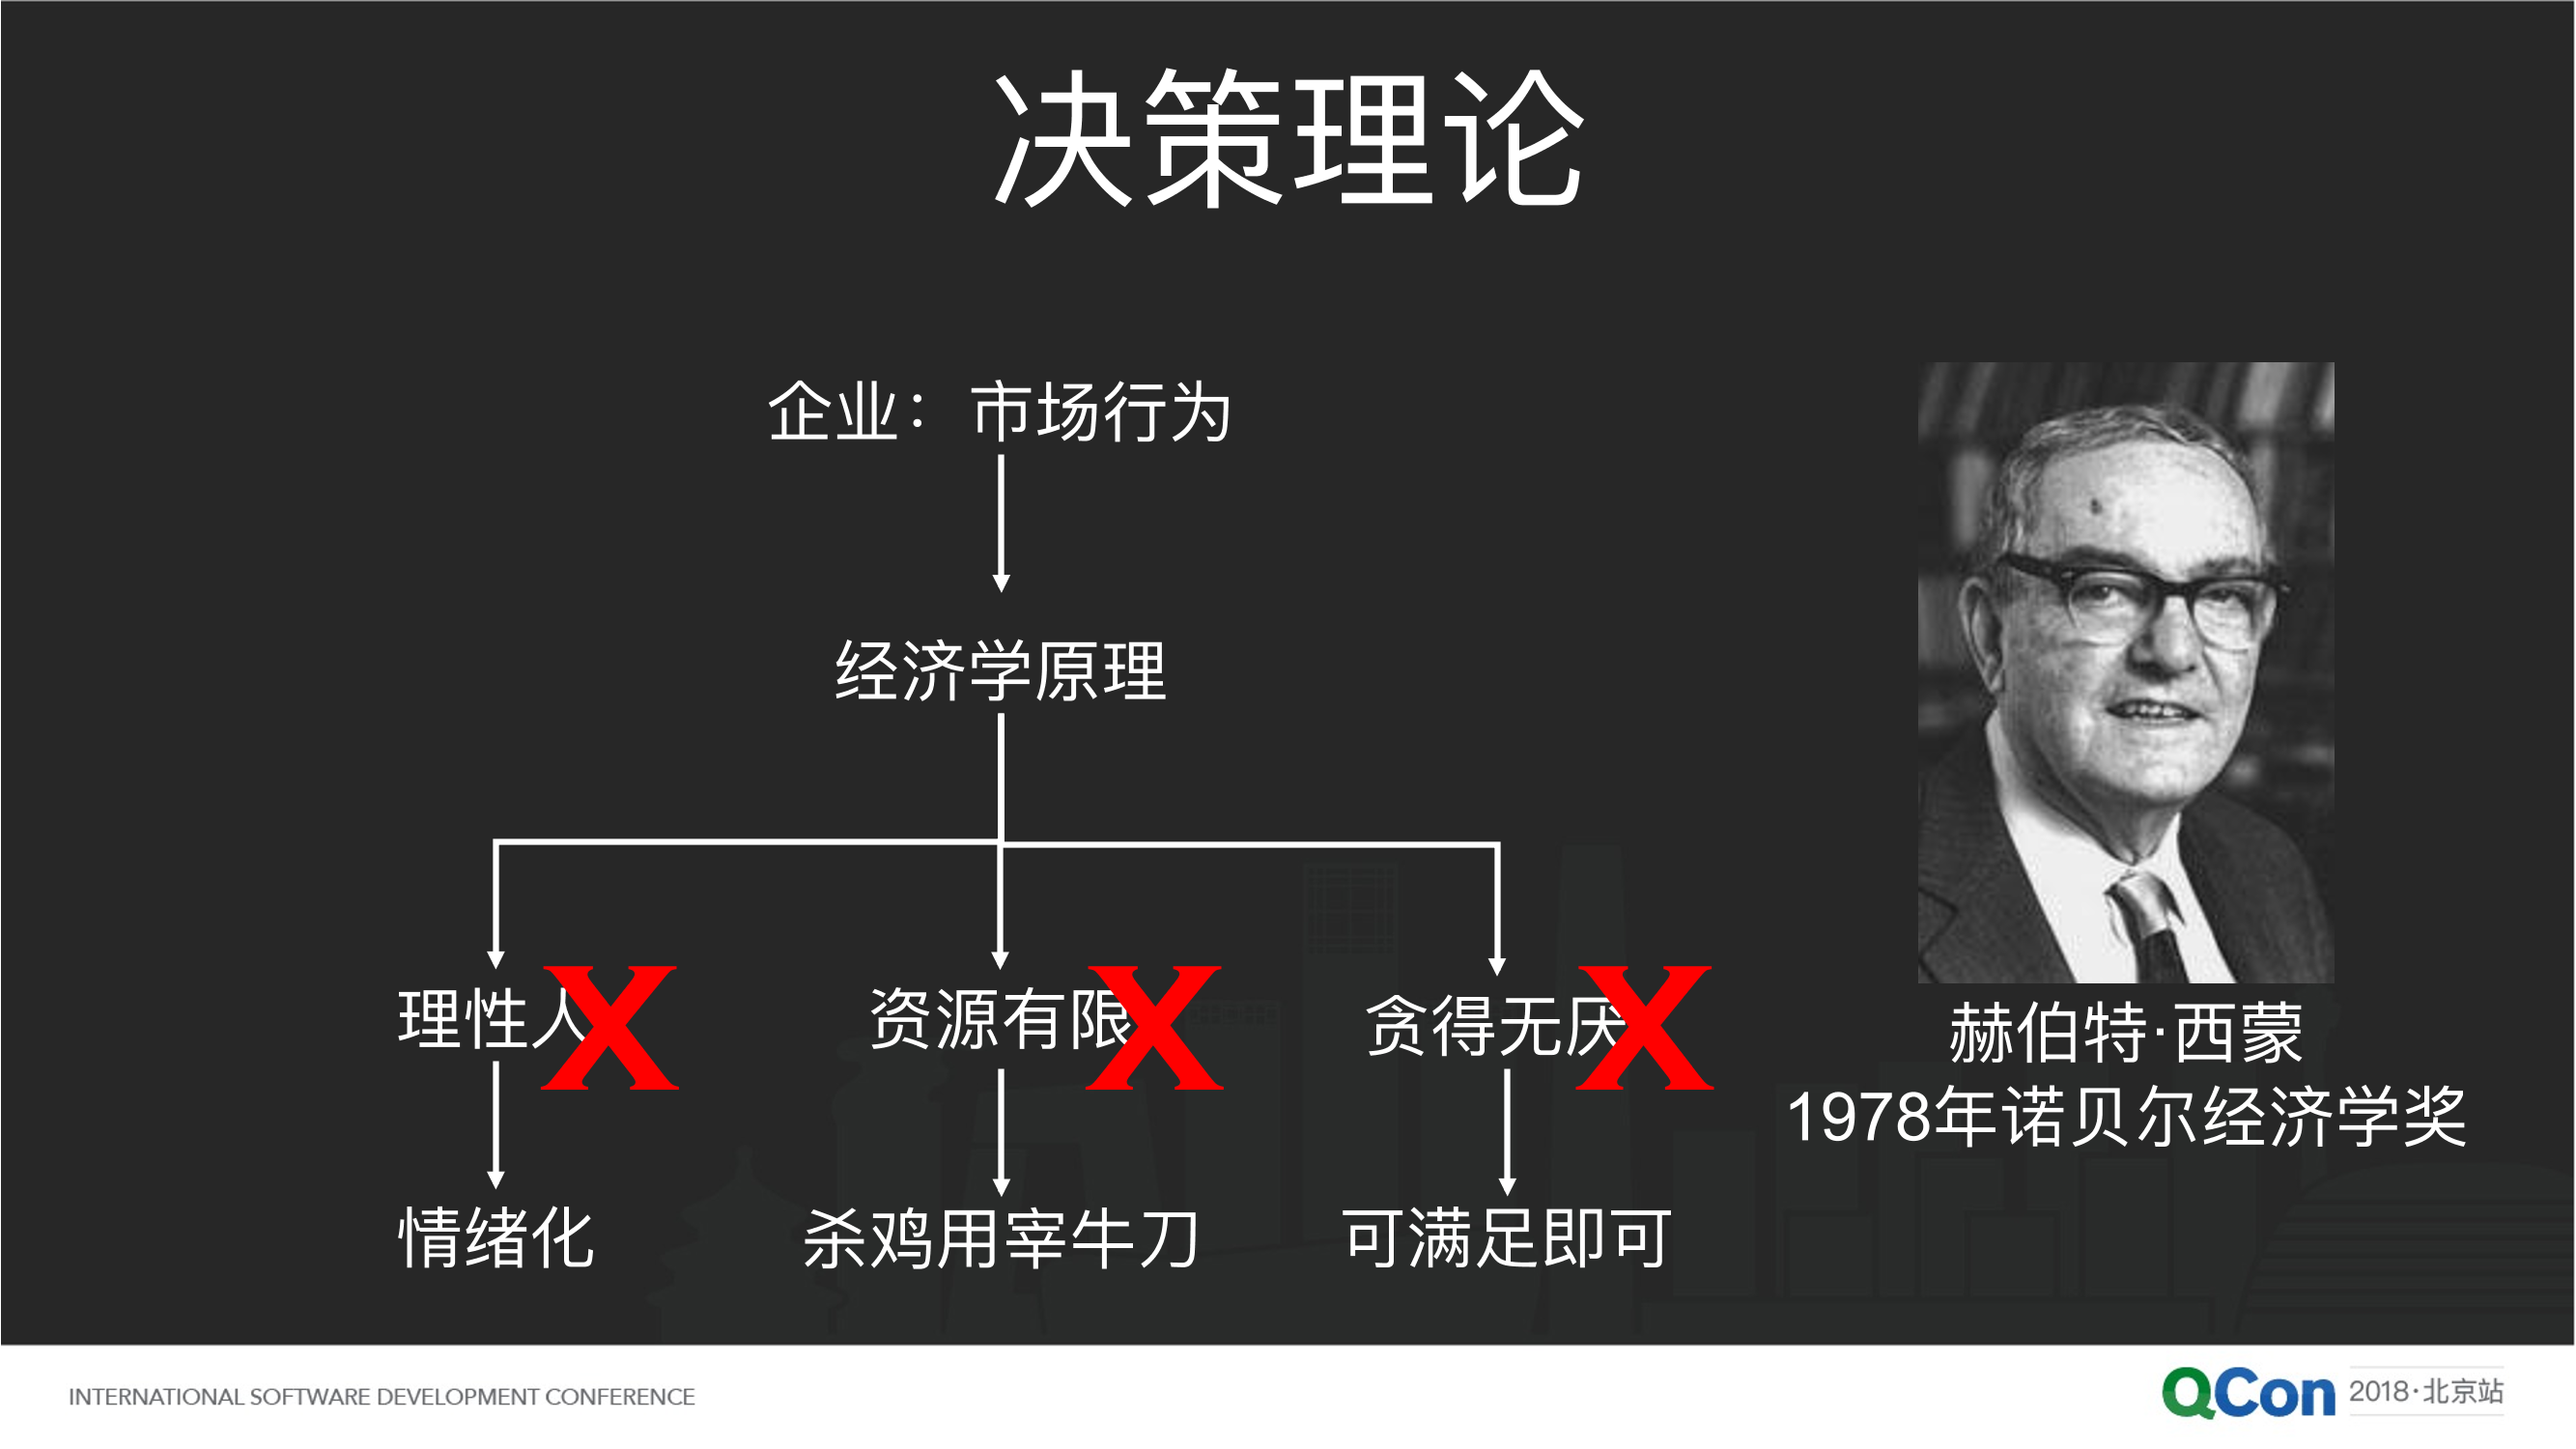 决策理论
企业：市场行为
经济学原理
理性人 X
资源有限 X
贪得无厌 X
情绪化
杀鸡用宰牛刀
可满足即可
赫伯特·西蒙
1978年诺贝尔经济学奖
INTERNATIONAL SOFTWARE DEVELOPMENT CONFERENCE
QCon 2018·北京站